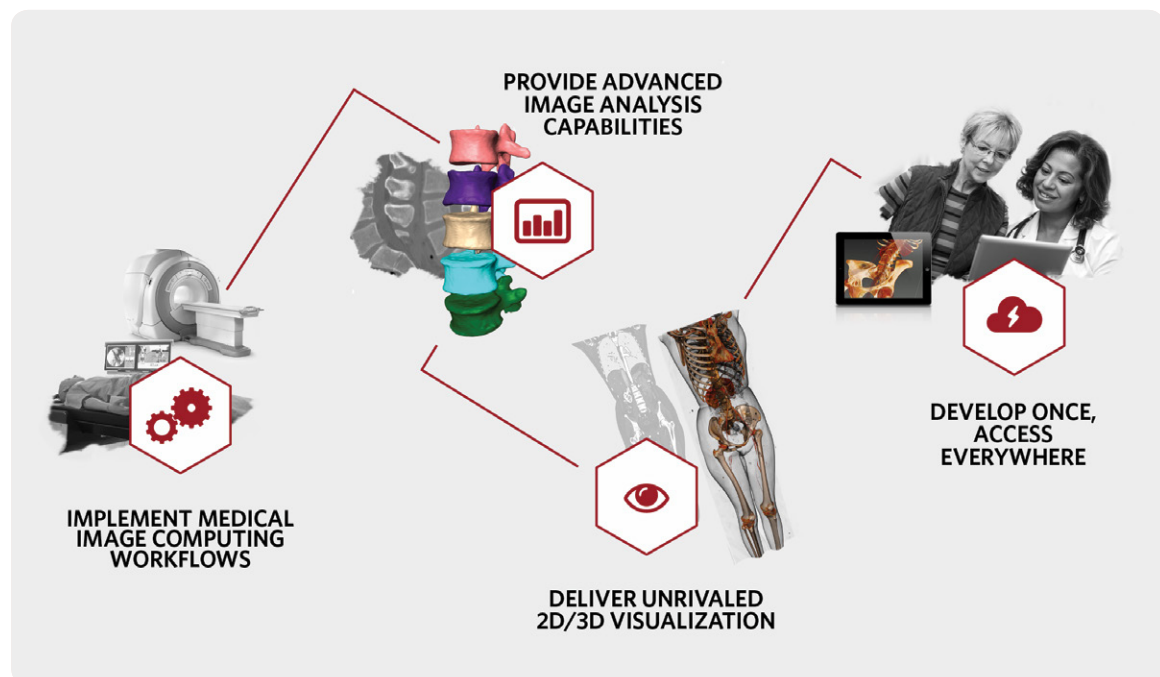 PROVIDE ADVANCED
IMAGE ANALYSIS
CAPABILITIES
IMPLEMENT MEDICAL
IMAGE COMPUTING
WORKFLOWS
DELIVER UNRIVALED
2D/3D VISUALIZATION
DEVELOP ONCE,
ACCESS
EVERYWHERE